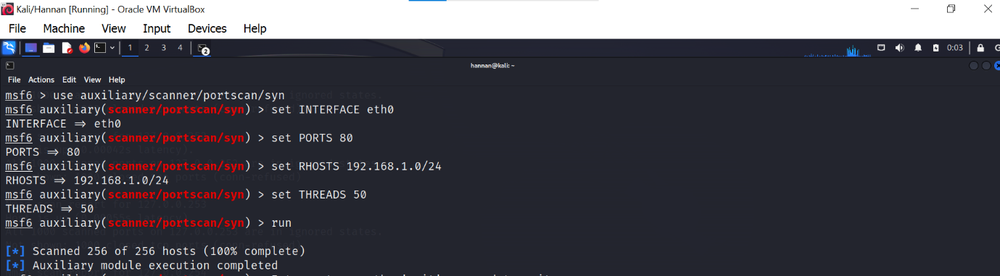 Kali/Hannan [Running] - Oracle VM VirtualBox
File Machine View Input Devices Help
1 2 3 4 2 0:03
hannan@kali: ~
File Actions Edit View Help
msf6 > use auxiliary/scanner/portscan/syn
msf6 auxiliary(scanner/portscan/syn) > set INTERFACE eth0
INTERFACE ⇒ eth0
msf6 auxiliary(scanner/portscan/syn) > set PORTS 80
PORTS ⇒ 80
msf6 auxiliary(scanner/portscan/syn) > set RHOSTS 192.168.1.0/24
RHOSTS ⇒ 192.168.1.0/24
msf6 auxiliary(scanner/portscan/syn) > set THREADS 50
THREADS ⇒ 50
msf6 auxiliary(scanner/portscan/syn) > run
[*] Scanned 256 of 256 hosts (100% complete)
[*] Auxiliary module execution completed